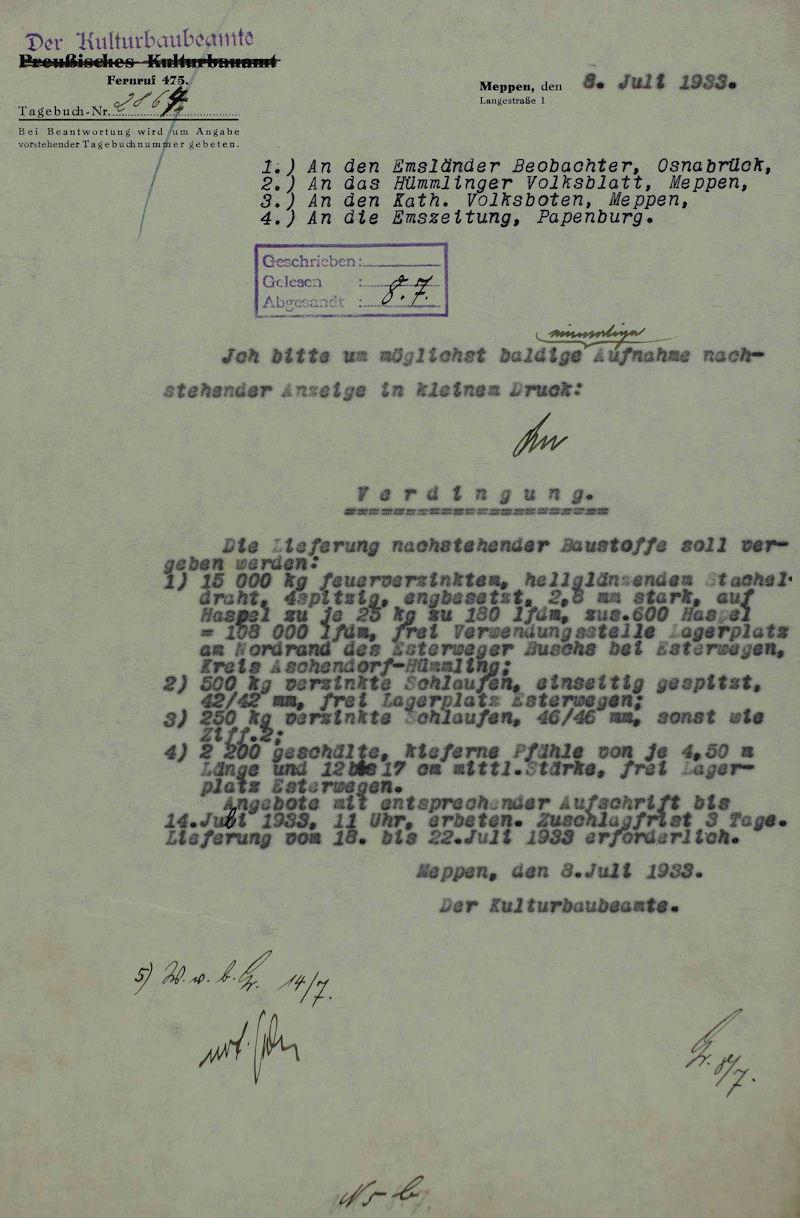 Der Kulturbaubeamte
Preußisches Kulturbauamt
Fernruf 475.
Tagebuch-Nr. 2864
Bei Beantwortung wird um Angabe
vorstehender Tagebuchnummer gebeten.
Meppen, den 8. Juli 1933.
Langestraße 1
1.) An den Emsländer Beobachter, Osnabrück,
2.) An das Hümmlinger Volksblatt, Meppen,
3.) An den Kath. Volksboten, Meppen,
4.) An die Emszeitung, Papenburg.
Geschrieben:
Gelesen :
Abgesandt : 8.7.
einmalige
Ich bitte um möglichst baldige Aufnahme nach-
stehender Anzeige in kleinem Druck:
Verdingung.
Die Lieferung nachstehender Baustoffe soll ver-
geben werden:
1) 15 000 kg feuerverzinkten, hellglänzenden Stachel-
draht, 4spitzig, engbesetzt, 2,8 mm stark, auf
Haspel zu je 25 kg zu 180 lfdm, zus.600 Haspel
= 108 000 lfdm, frei Verwendungsstelle Lagerplatz
am Nordrand des Esterweger Buschs bei Esterwegen,
Kreis Aschendorf-Hümmling;
2) 500 kg verzinkte Schlaufen, einseitig gespitzt,
42/42 mm, frei Lagerplatz Esterwegen;
3) 250 kg verzinkte Schlaufen, 46/46 mm, sonst wie
Ziff.2;
4) 2 200 geschälte, kieferne Pfähle von je 4,50 m
Länge und 12 bis 17 cm mittl.Stärke, frei Lager-
platz Esterwegen.
Angebote mit entsprechender Aufschrift bis
14.Juli 1933, 11 Uhr, erbeten. Zuschlagfrist 3 Tage.
Lieferung vom 18. bis 22.Juli 1933 erforderlich.
Meppen, den 8.Juli 1933.
Der Kulturbaubeamte.
5) W. v. b. Gr. 14/7.
Gr. 8/7.